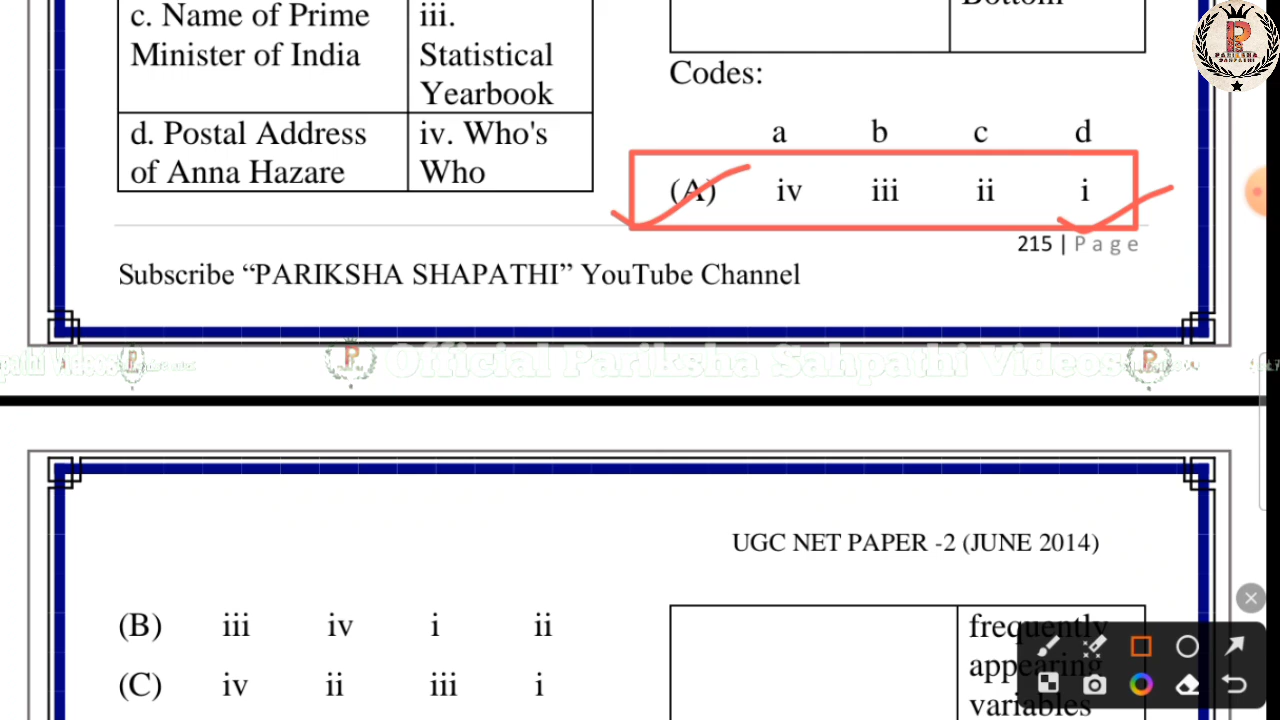 c. Name of Prime
Minister of India
iii.
Statistical
Yearbook
d. Postal Address
of Anna Hazare
iv. Who's
Who
Codes:
a b c d
(A) iv iii ii i
215 | Page
Subscribe “PARIKSHA SHAPATHI” YouTube Channel
Official Pariksha Sahpathi Videos
UGC NET PAPER -2 (JUNE 2014)
(B) iii iv i ii
(C) iv ii iii i
frequently
appearing
variables